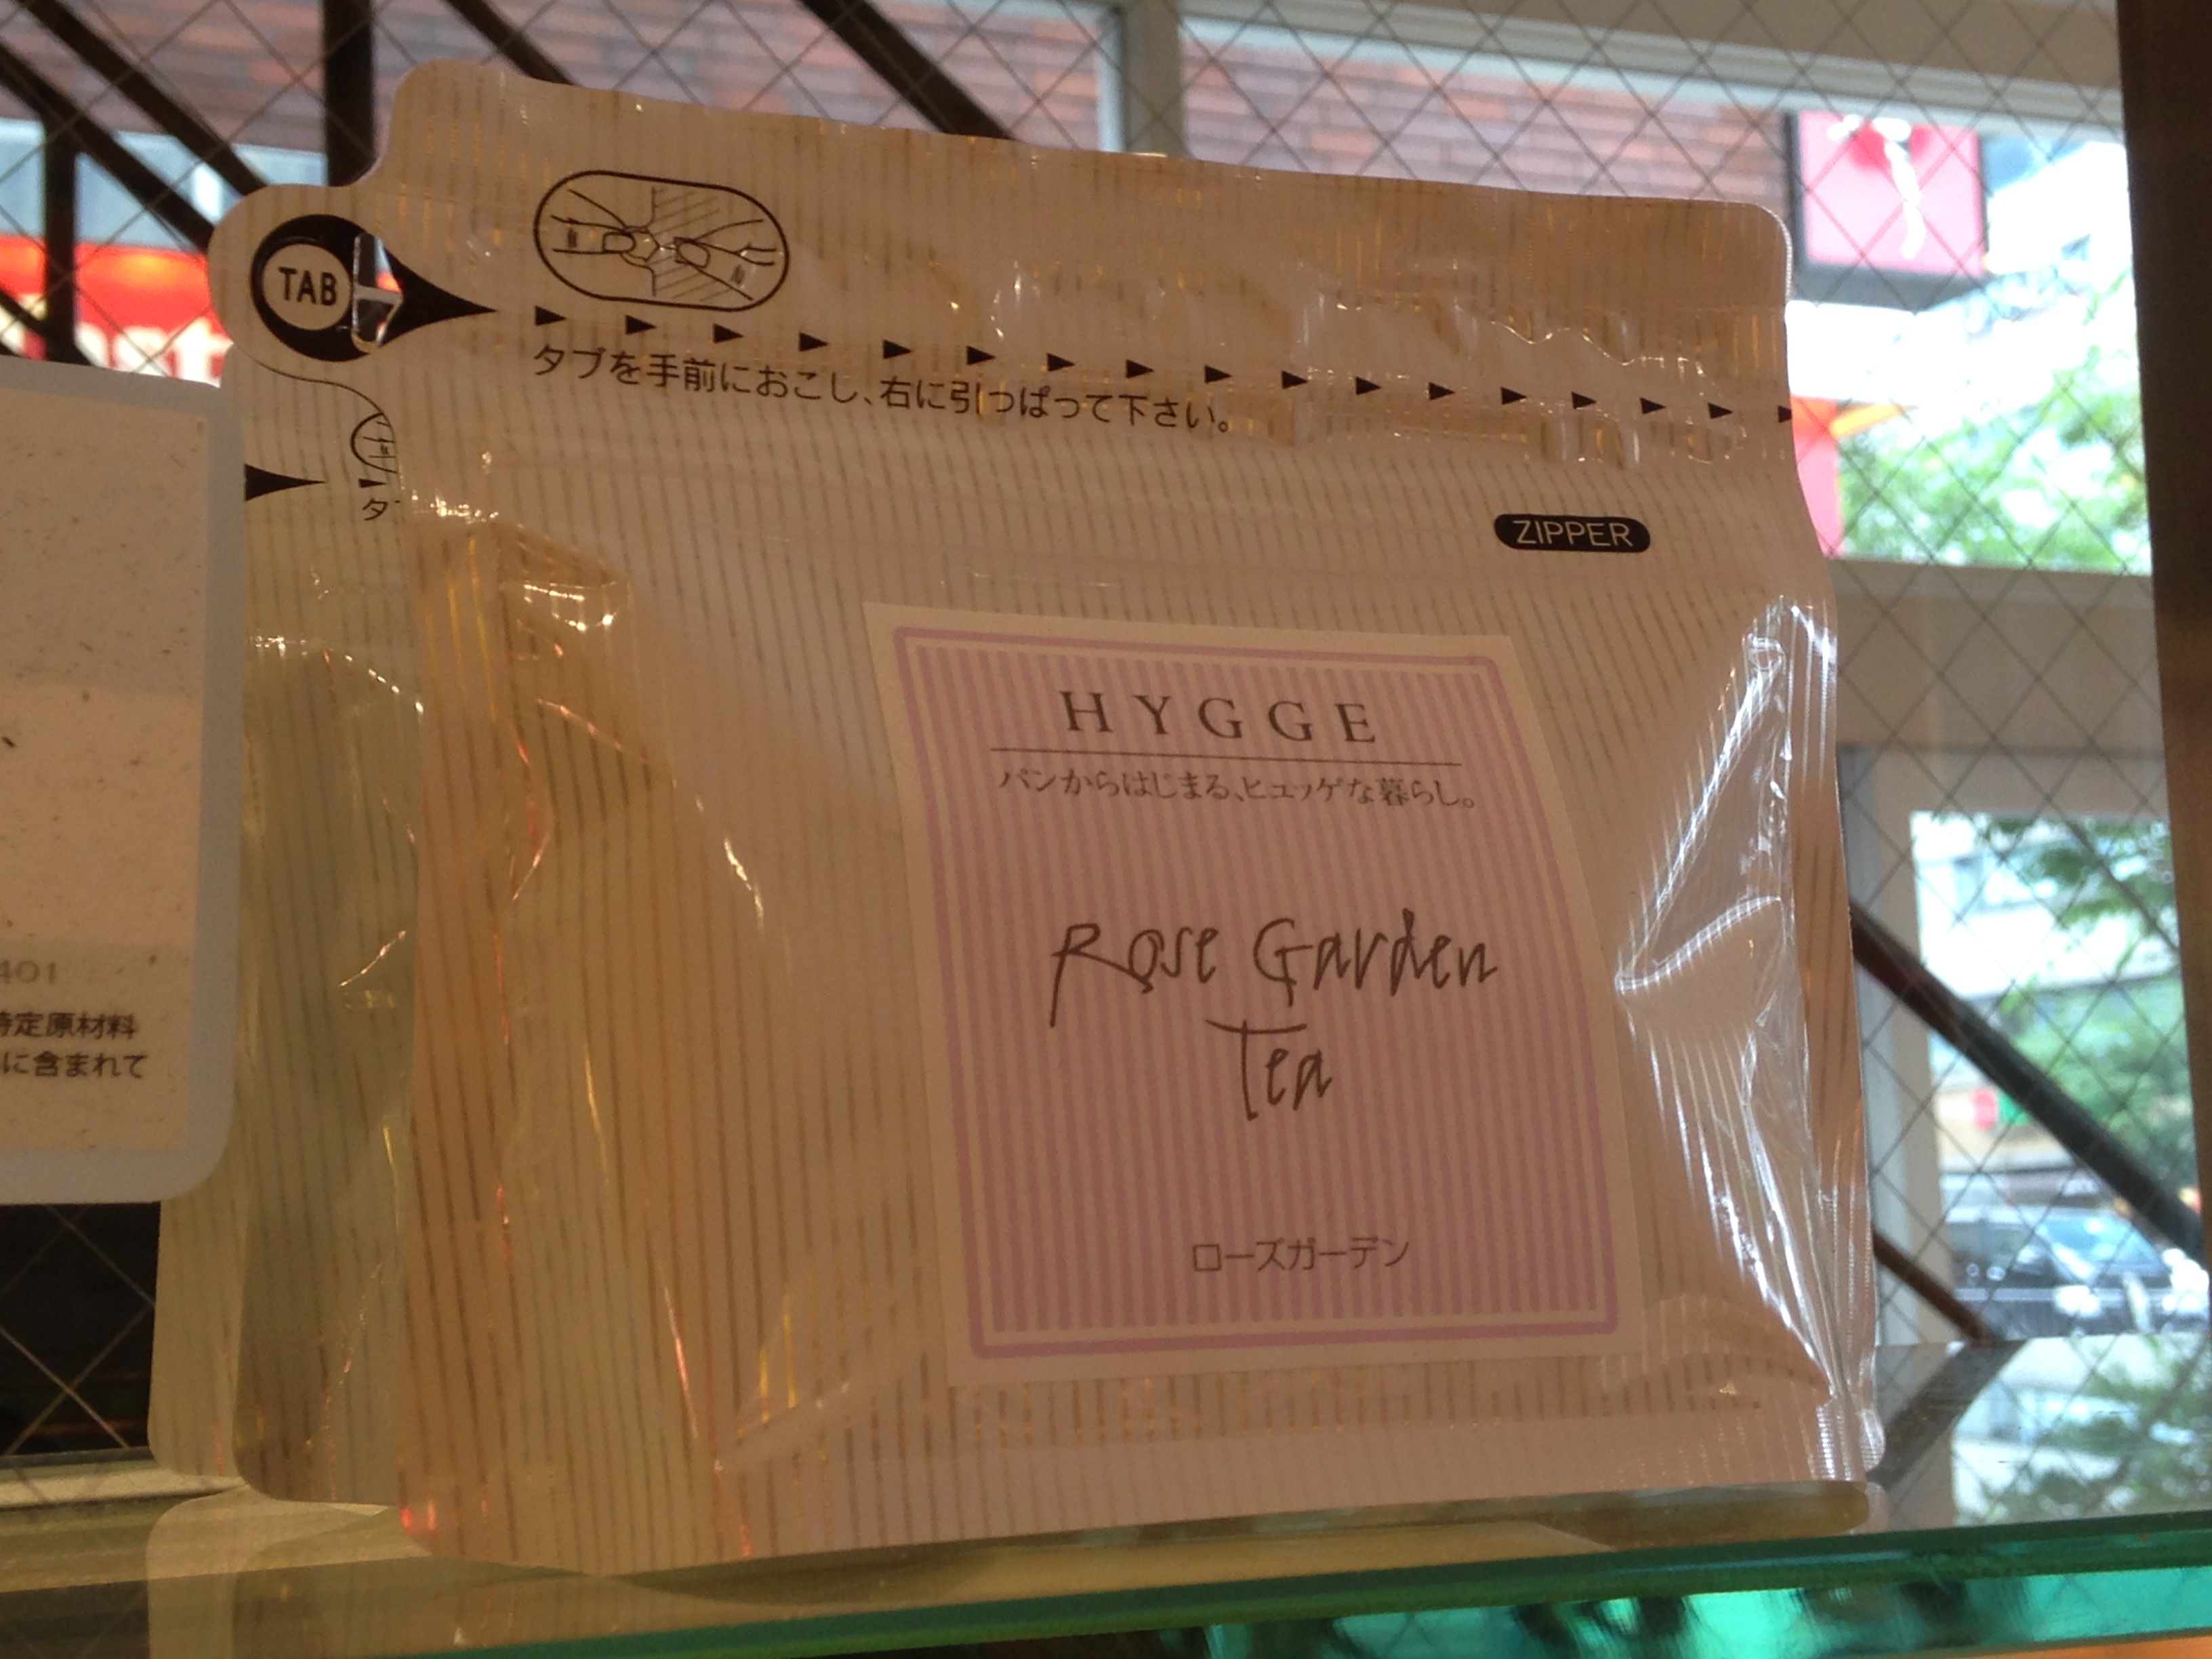 TAB
タブを手前におこし、右に引っぱって下さい。
ZIPPER
HYGGE
パンからはじまる、ヒュッゲな暮らし。
Rose Garden
Tea
ローズガーデン
401
特定原材料
に含まれて